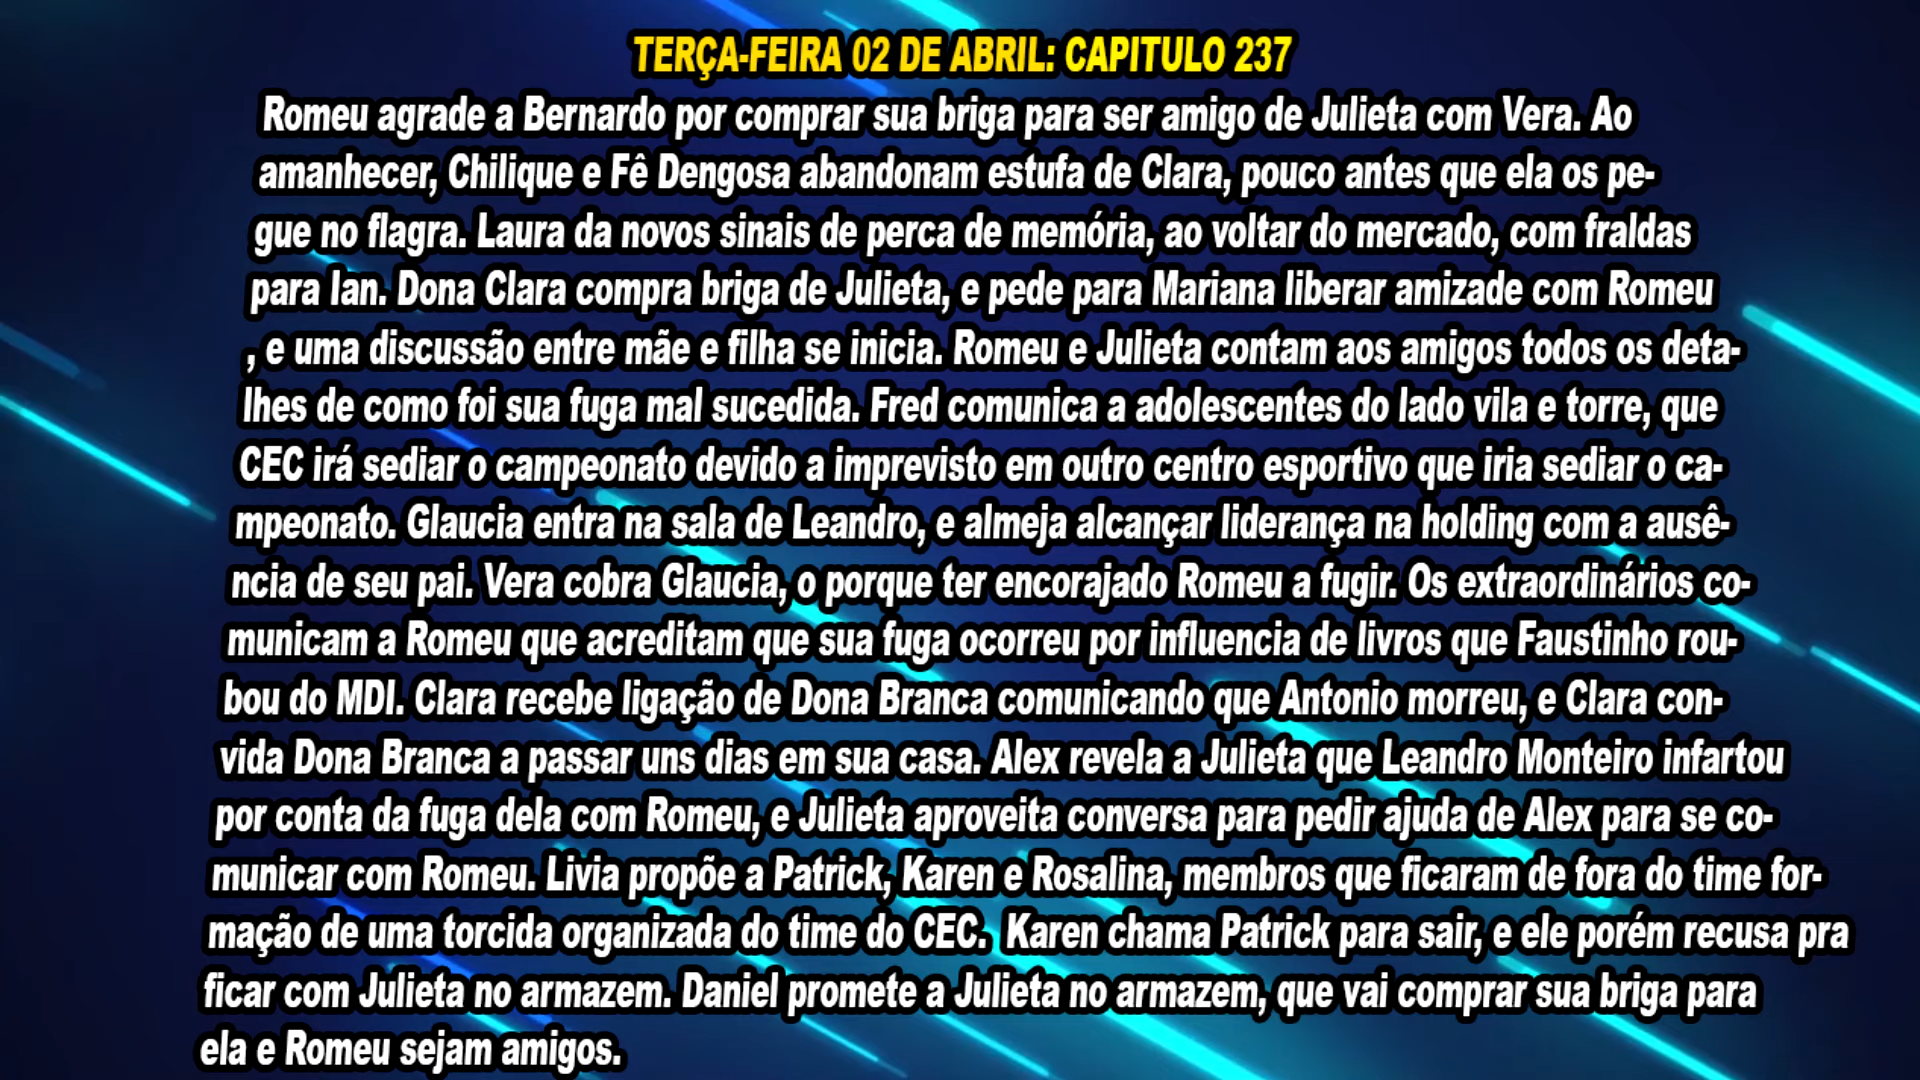 TERÇA-FEIRA 02 DE ABRIL: CAPITULO 237
Romeu agrade a Bernardo por comprar sua briga para ser amigo de Julieta com Vera. Ao
amanhecer, Chilique e Fê Dengosa abandonam estufa de Clara, pouco antes que ela os pe-
gue no flagra. Laura da novos sinais de perca de memória, ao voltar do mercado, com fraldas
para Ian. Dona Clara compra briga de Julieta, e pede para Mariana liberar amizade com Romeu
, e uma discussão entre mãe e filha se inicia. Romeu e Julieta contam aos amigos todos os deta-
lhes de como foi sua fuga mal sucedida. Fred comunica a adolescentes do lado vila e torre, que
CEC irá sediar o campeonato devido a imprevisto em outro centro esportivo que iria sediar o ca-
mpeonato. Glaucia entra na sala de Leandro, e almeja alcançar liderança na holding com a ausê-
ncia de seu pai. Vera cobra Glaucia, o porque ter encorajado Romeu a fugir. Os extraordinários co-
municam a Romeu que acreditam que sua fuga ocorreu por influencia de livros que Faustinho rou-
bou do MDI. Clara recebe ligação de Dona Branca comunicando que Antonio morreu, e Clara con-
vida Dona Branca a passar uns dias em sua casa. Alex revela a Julieta que Leandro Monteiro infartou
por conta da fuga dela com Romeu, e Julieta aproveita conversa para pedir ajuda de Alex para se co-
municar com Romeu. Livia propõe a Patrick, Karen e Rosalina, membros que ficaram de fora do time for-
mação de uma torcida organizada do time do CEC.  Karen chama Patrick para sair, e ele porém recusa pra
ficar com Julieta no armazem. Daniel promete a Julieta no armazem, que vai comprar sua briga para
ela e Romeu sejam amigos.